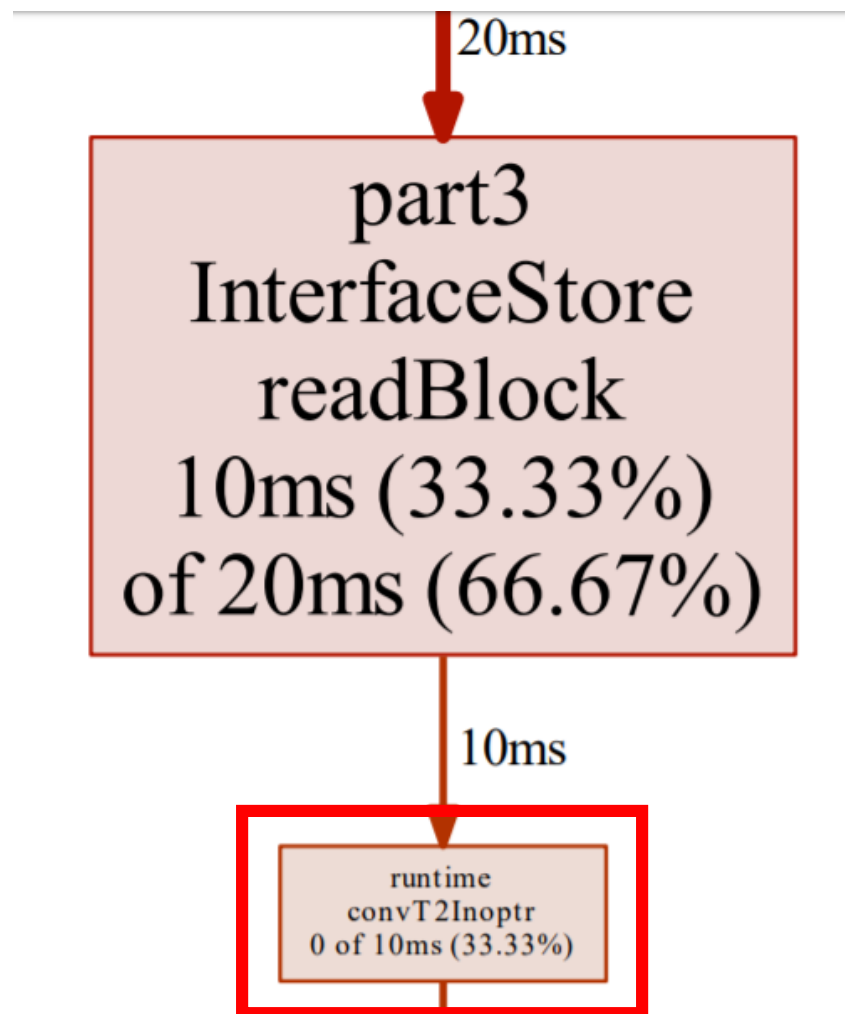 20ms
part3
InterfaceStore
readBlock
10ms (33.33%)
of 20ms (66.67%)
10ms
runtime
convT2Inoptr
0 of 10ms (33.33%)